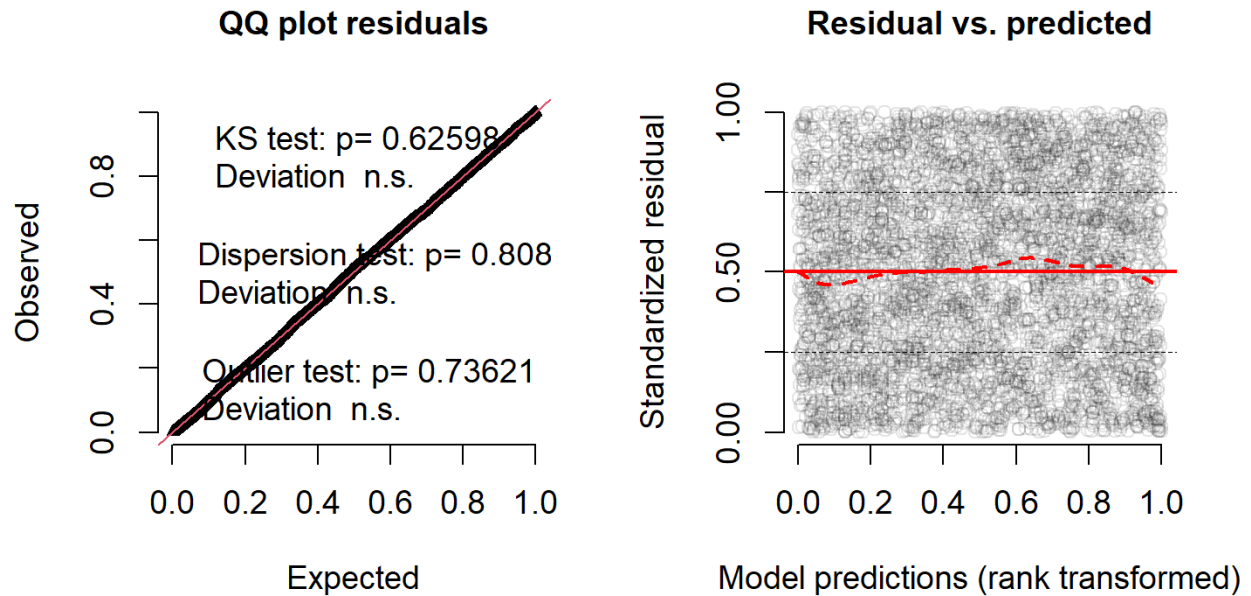 QQ plot residuals
Observed
0.0 0.4 0.8
KS test: p= 0.62598
Deviation n.s.
Dispersion test: p= 0.808
Deviation n.s.
Outlier test: p= 0.73621
Deviation n.s.
0.0 0.2 0.4 0.6 0.8 1.0
Expected
Residual vs. predicted
Standardized residual
0.00 0.50 1.00
0.0 0.2 0.4 0.6 0.8 1.0
Model predictions (rank transformed)